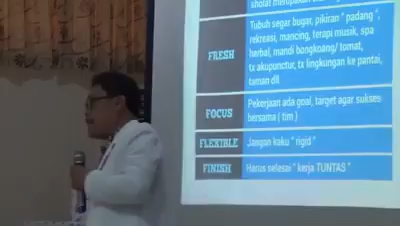 sholat merupakan
FRESH
Tubuh segar bugar, pikiran " padang ",
rekreasi, mancing, terapi musik, spa
herbal, mandi bongkoang/ tomat,
tx akupunctur, tx lingkungan ke pantai,
taman dll
FOCUS
Pekerjaan ada goal, target agar sukses
bersama ( tim )
FLEXIBLE
Jangan kaku " rigid "
FINISH
Harus selesai " kerja TUNTAS "